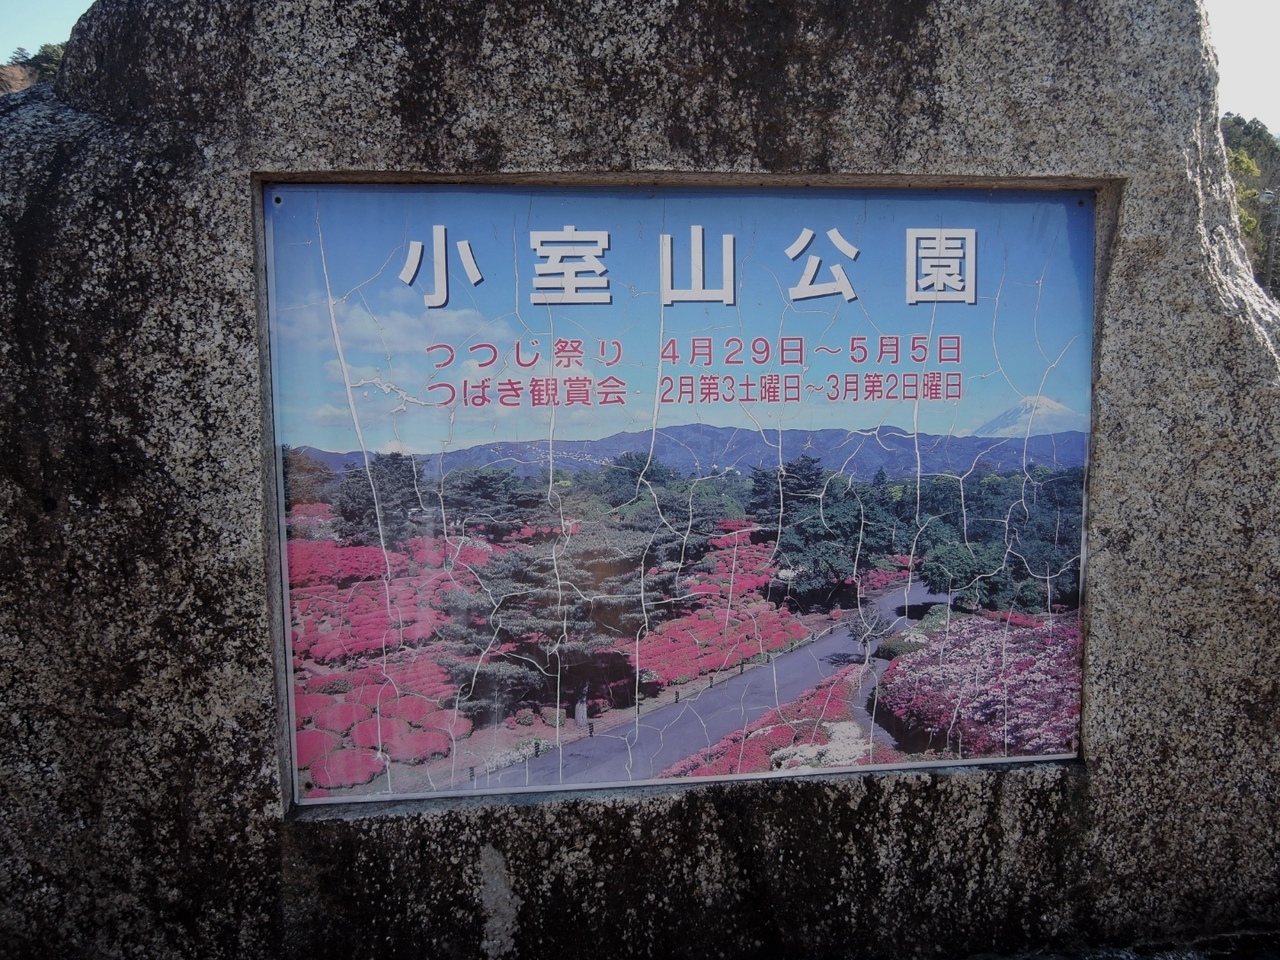 小室山公園
つつじ祭り 4月29日～5月5日
つばき観賞会 2月第3土曜日～3月第2日曜日